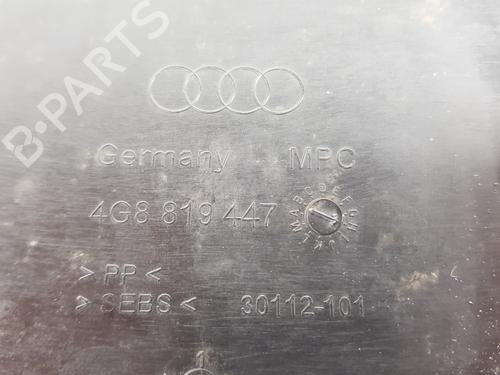 B-PARTS
Germany MPC
4G8 819 447
> PP <
> SEBS < 30112-101